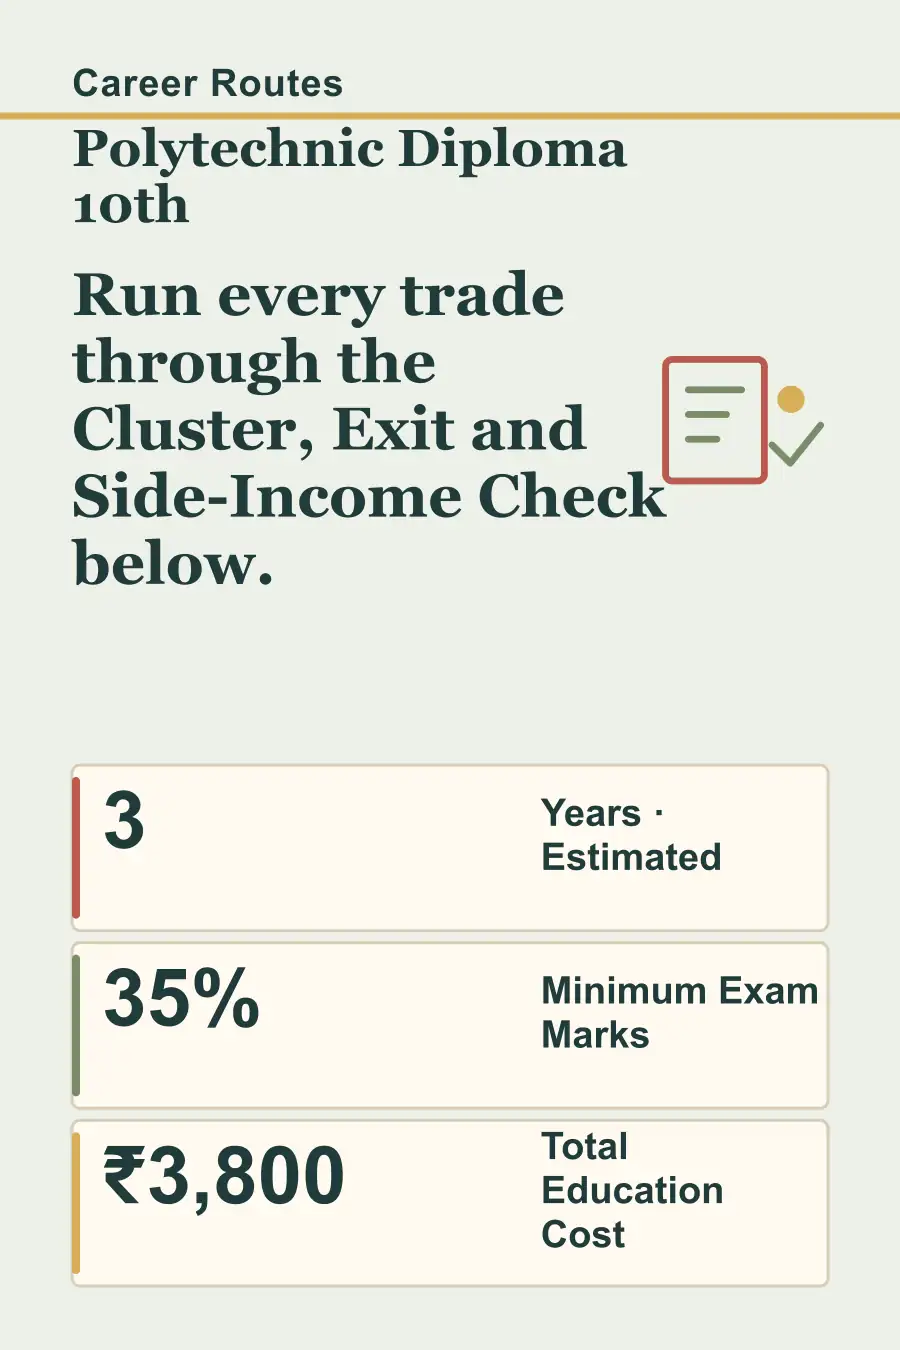 Career Routes
Polytechnic Diploma
10th
Run every trade
through the
Cluster, Exit and
Side-Income Check
below.
3
Years ·
Estimated
35%
Minimum Exam
Marks
₹3,800
Total
Education
Cost